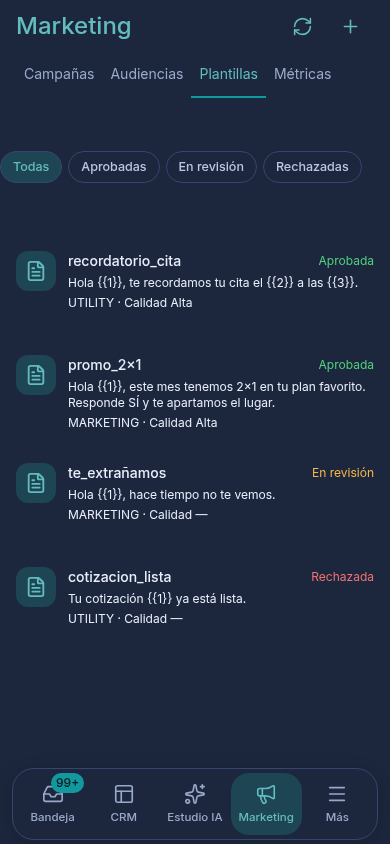 Marketing
Campañas Audiencias Plantillas Métricas
Todas Aprobadas En revisión Rechazadas
recordatorio_cita Aprobada
Hola {{1}}, te recordamos tu cita el {{2}} a las {{3}}.
UTILITY · Calidad Alta
promo_2×1 Aprobada
Hola {{1}}, este mes tenemos 2×1 en tu plan favorito.
Responde SÍ y te apartamos el lugar.
MARKETING · Calidad Alta
te_extrañamos En revisión
Hola {{1}}, hace tiempo no te vemos.
MARKETING · Calidad —
cotizacion_lista Rechazada
Tu cotización {{1}} ya está lista.
UTILITY · Calidad —
99+
Bandeja CRM Estudio IA Marketing Más